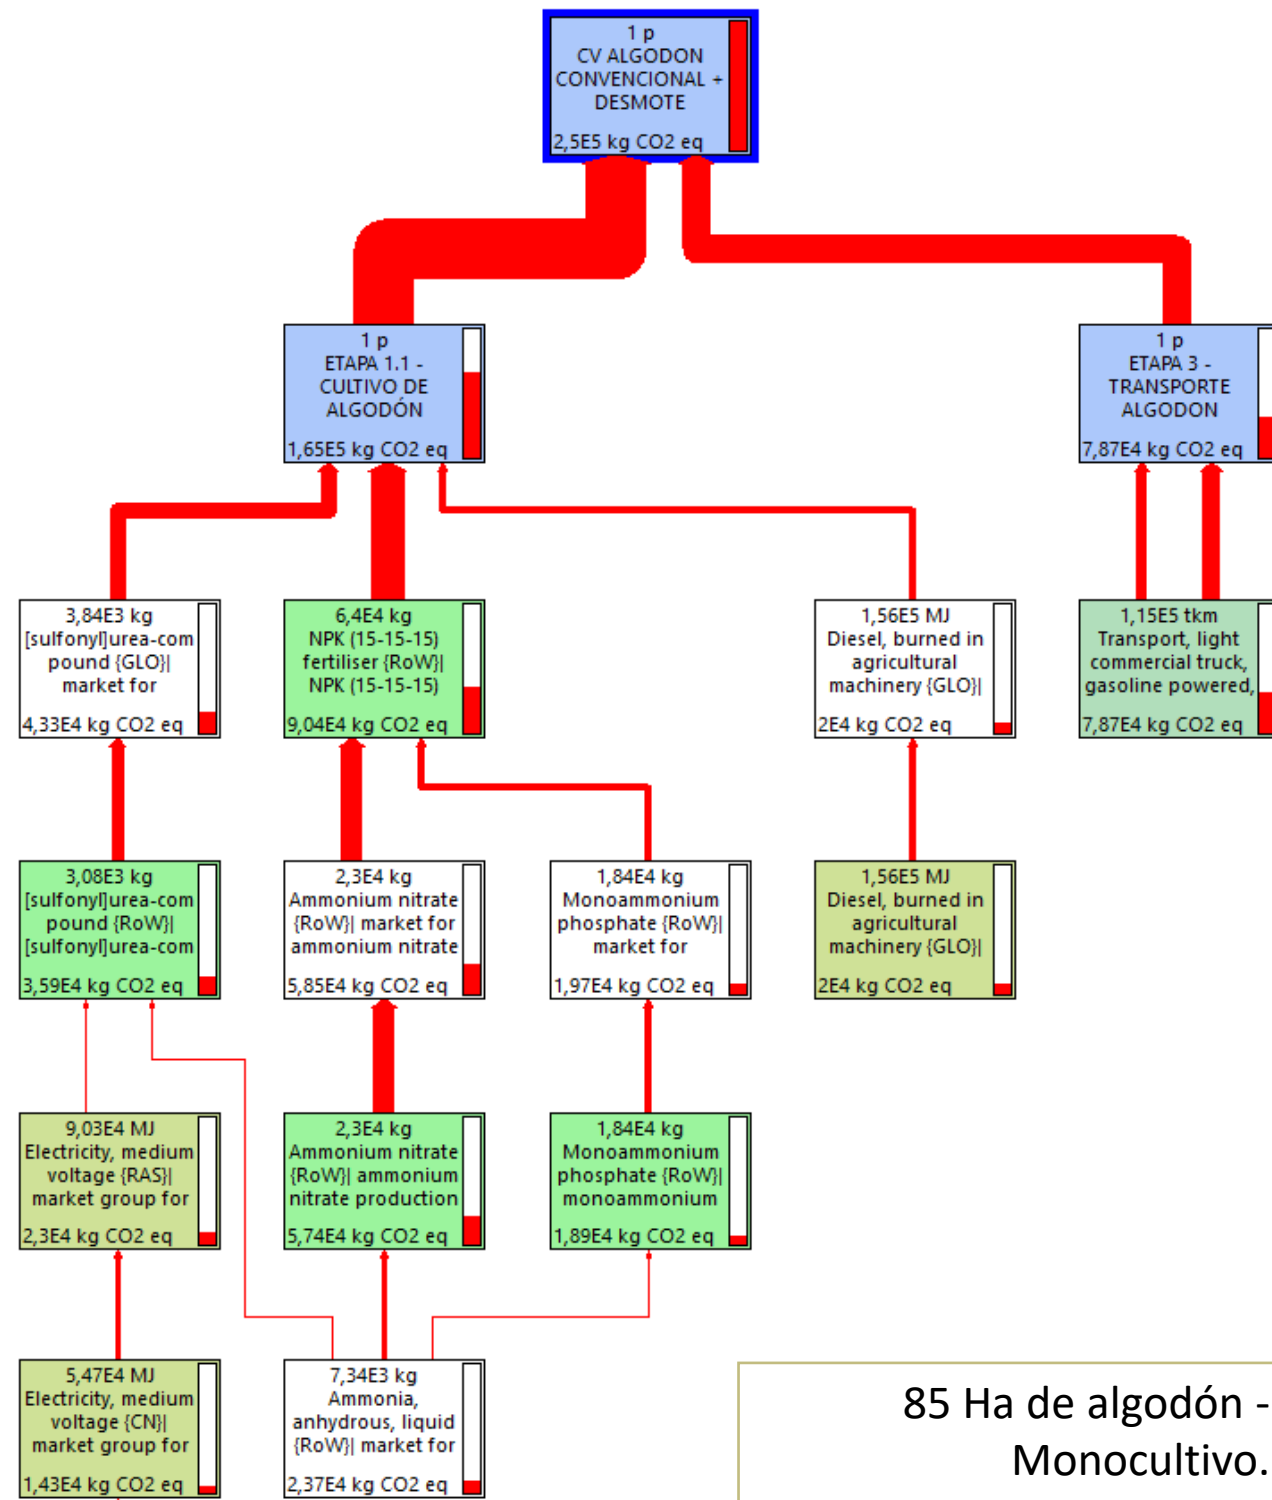 1 p
CV ALGODON
CONVENCIONAL +
DESMOTE
2,5E5 kg CO2 eq
1 p
ETAPA 1.1 -
CULTIVO DE
ALGODÓN
1,65E5 kg CO2 eq
1 p
ETAPA 3 -
TRANSPORTE
ALGODON
7,87E4 kg CO2 eq
3,84E3 kg
[sulfonyl]urea-com
pound {GLO}|
market for
4,33E4 kg CO2 eq
6,4E4 kg
NPK (15-15-15)
fertiliser {RoW}|
NPK (15-15-15)
9,04E4 kg CO2 eq
1,56E5 MJ
Diesel, burned in
agricultural
machinery {GLO}|
2E4 kg CO2 eq
1,15E5 tkm
Transport, light
commercial truck,
gasoline powered,
7,87E4 kg CO2 eq
3,08E3 kg
[sulfonyl]urea-com
pound {RoW}|
[sulfonyl]urea-com
3,59E4 kg CO2 eq
2,3E4 kg
Ammonium nitrate
{RoW}| market for
ammonium nitrate
5,85E4 kg CO2 eq
1,84E4 kg
Monoammonium
phosphate {RoW}|
market for
1,97E4 kg CO2 eq
1,56E5 MJ
Diesel, burned in
agricultural
machinery {GLO}|
2E4 kg CO2 eq
9,03E4 MJ
Electricity, medium
voltage {RAS}|
market group for
2,3E4 kg CO2 eq
2,3E4 kg
Ammonium nitrate
{RoW}| ammonium
nitrate production
5,74E4 kg CO2 eq
1,84E4 kg
Monoammonium
phosphate {RoW}|
monoammonium
1,89E4 kg CO2 eq
5,47E4 MJ
Electricity, medium
voltage {CN}|
market group for
1,43E4 kg CO2 eq
7,34E3 kg
Ammonia,
anhydrous, liquid
{RoW}| market for
2,37E4 kg CO2 eq
85 Ha de algodón -
Monocultivo.